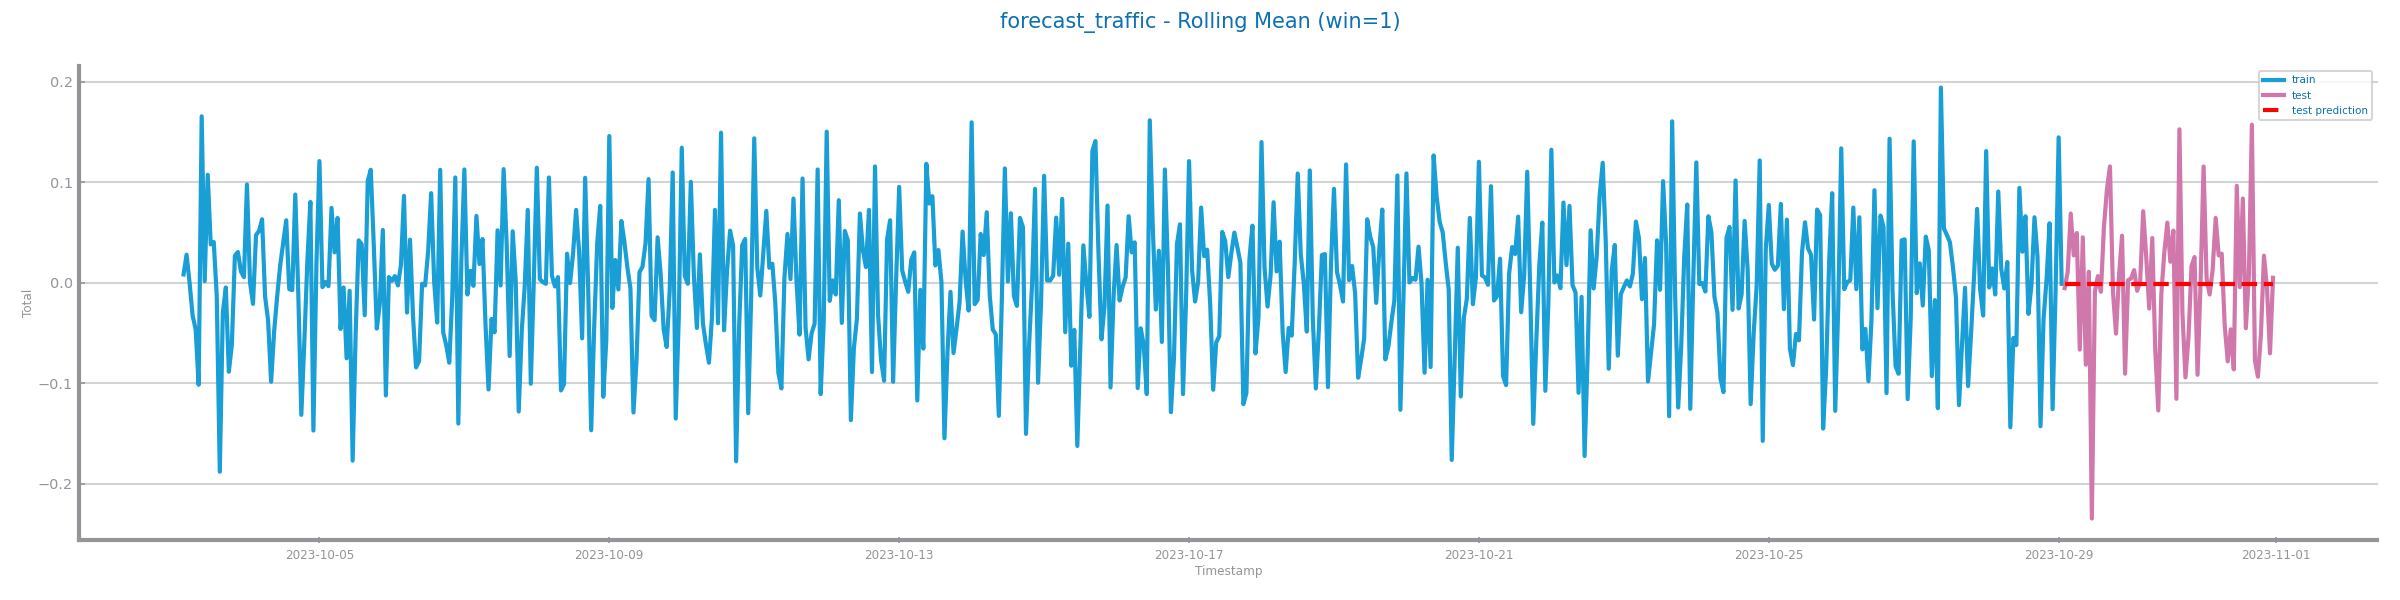 forecast_traffic - Rolling Mean (win=1)
train
test
test prediction
Total
0.2
0.1
0.0
−0.1
−0.2
2023-10-05 2023-10-09 2023-10-13 2023-10-17 2023-10-21 2023-10-25 2023-10-29 2023-11-01
Timestamp